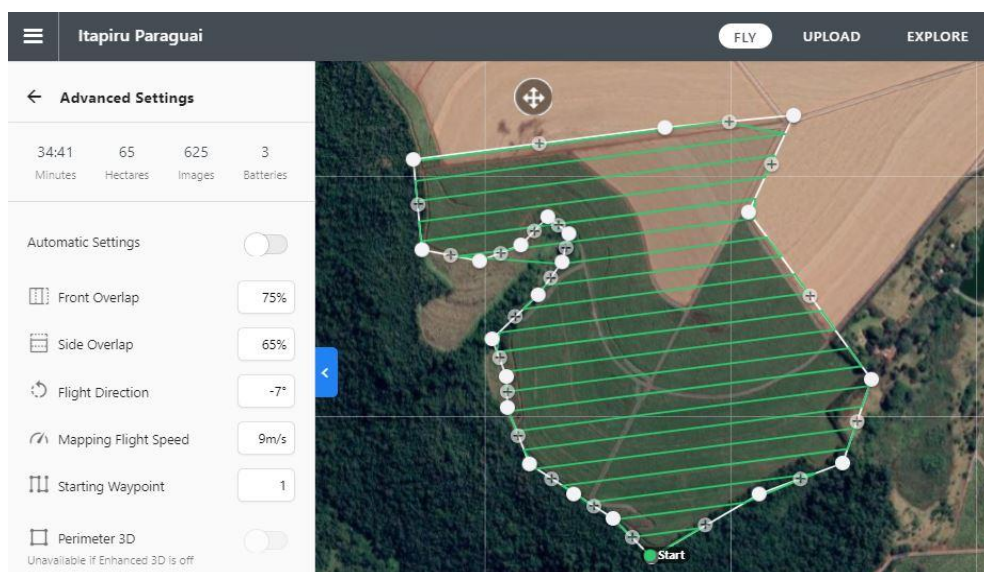 Itapiru Paraguai
FLY UPLOAD EXPLORE
Advanced Settings
34:41 65 625 3
Minutes Hectares Images Batteries
Automatic Settings
Front Overlap 75%
Side Overlap 65%
Flight Direction -7°
Mapping Flight Speed 9m/s
Starting Waypoint 1
Perimeter 3D
Unavailable if Enhanced 3D is off
Start